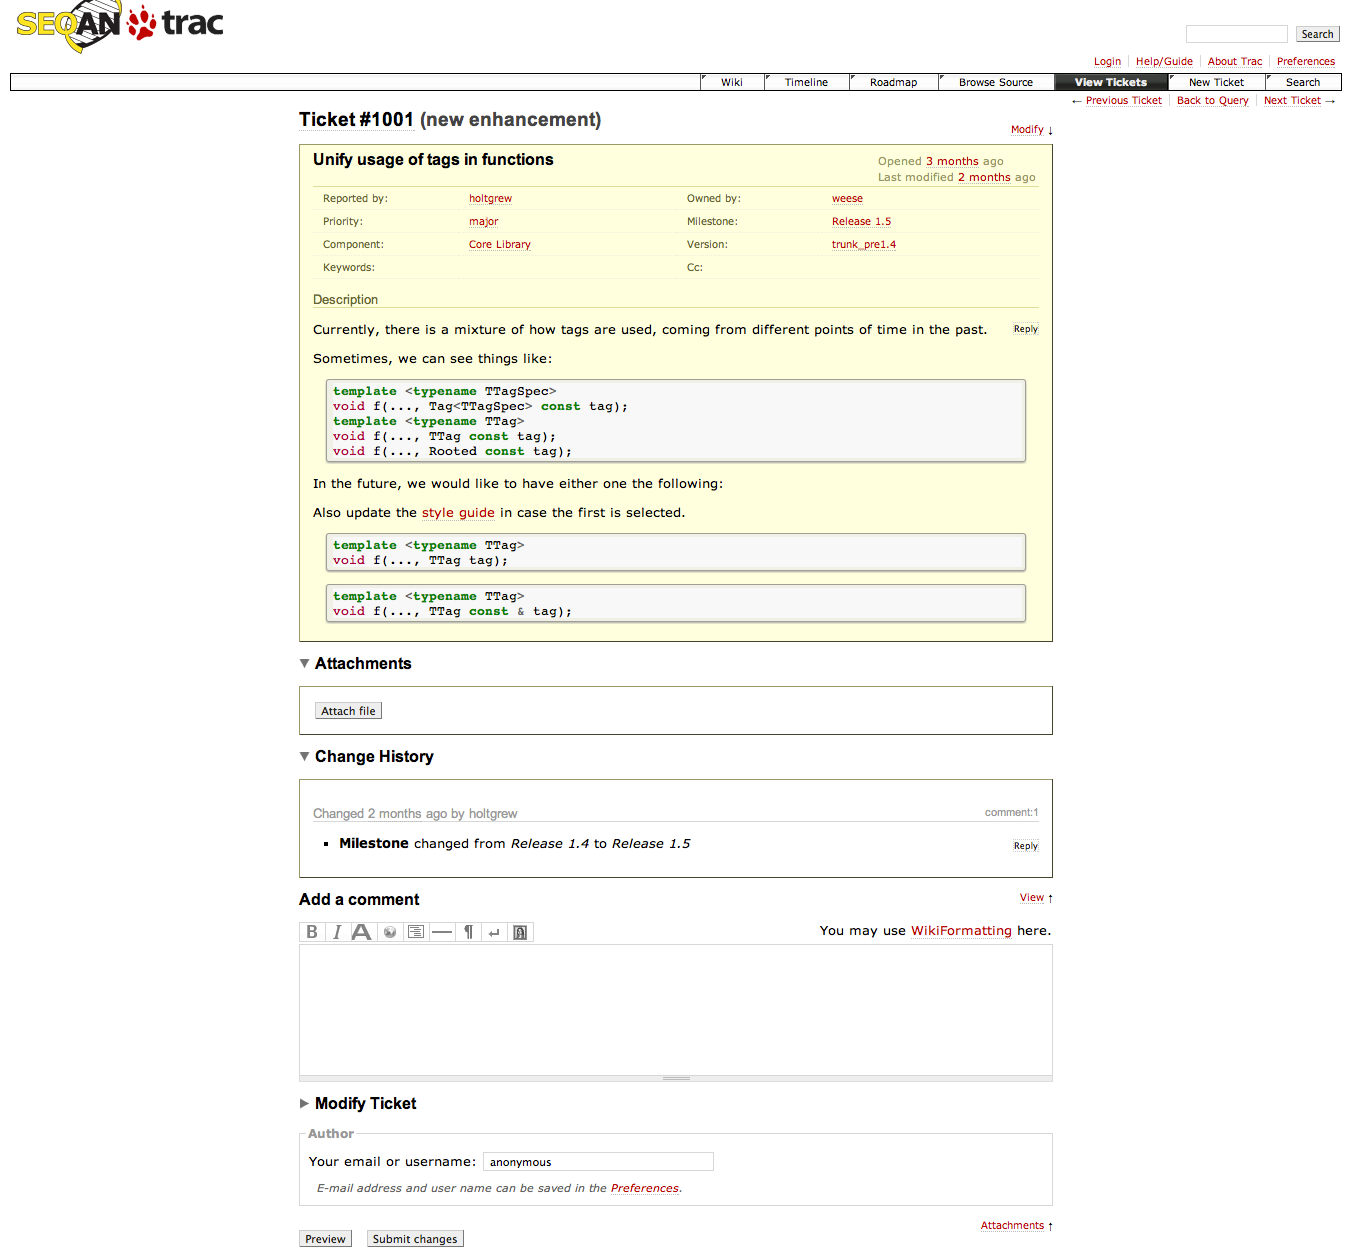 SEQAN trac
Search
Login Help/Guide About Trac Preferences
Wiki Timeline Roadmap Browse Source View Tickets New Ticket Search
← Previous Ticket Back to Query Next Ticket →
Ticket #1001 (new enhancement)
Modify ↓
Unify usage of tags in functions
Opened 3 months ago
Last modified 2 months ago
Reported by: holtgrew Owned by: weese
Priority: major Milestone: Release 1.5
Component: Core Library Version: trunk_pre1.4
Keywords: Cc:
Description
Currently, there is a mixture of how tags are used, coming from different points of time in the past. Reply
Sometimes, we can see things like:
template <typename TTagSpec>
void f(..., Tag<TTagSpec> const tag);
template <typename TTag>
void f(..., TTag const tag);
void f(..., Rooted const tag);
In the future, we would like to have either one the following:
Also update the style guide in case the first is selected.
template <typename TTag>
void f(..., TTag tag);
template <typename TTag>
void f(..., TTag const & tag);
▼ Attachments
Attach file
▼ Change History
Changed 2 months ago by holtgrew comment:1
▪ Milestone changed from Release 1.4 to Release 1.5 Reply
Add a comment View ↑
B I A ¶ ↵ You may use WikiFormatting here.
▶ Modify Ticket
Author
Your email or username: anonymous
E-mail address and user name can be saved in the Preferences.
Attachments ↑
Preview Submit changes